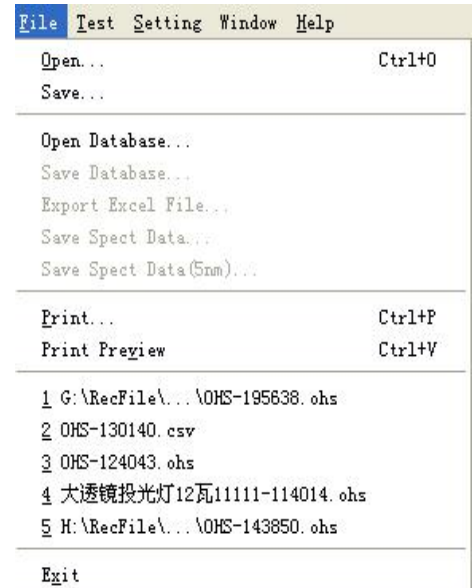 File Test Setting Window Help
Open... Ctrl+O
Save...
Open Database...
Save Database...
Export Excel File...
Save Spect Data...
Save Spect Data(5nm)...
Print... Ctrl+P
Print Preview Ctrl+V
1 G:\RecFile\...\OHS-195638.ohs
2 OHS-130140.csv
3 OHS-124043.ohs
4 大透镜投光灯12瓦11111-114014.ohs
5 H:\RecFile\...\OHS-143850.ohs
Exit